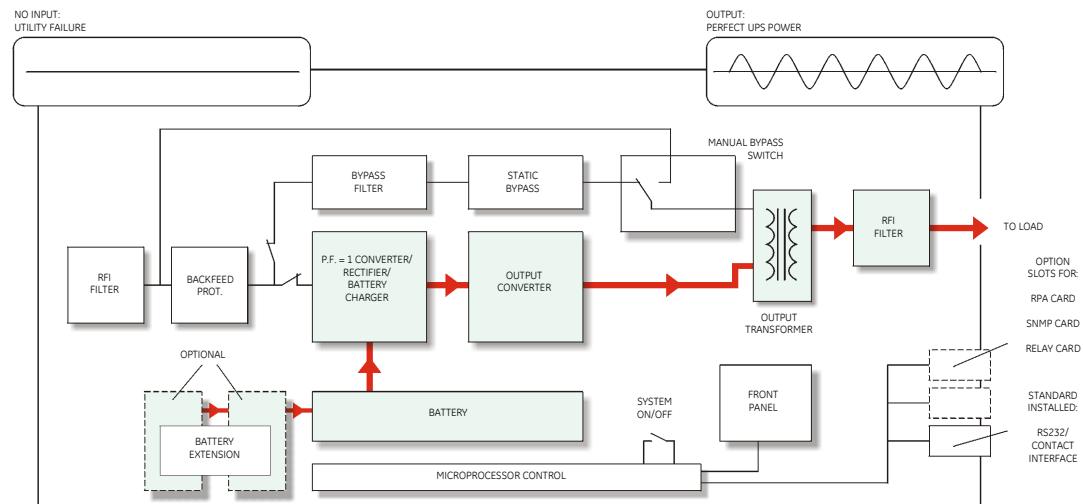 NO INPUT:
UTILITY FAILURE
OUTPUT:
PERFECT UPS POWER
MANUAL BYPASS
SWITCH
BYPASS
FILTER
STATIC
BYPASS
RFI
FILTER
TO LOAD
RFI
FILTER
BACKFEED
PROT.
P.F. = 1 CONVERTER/
RECTIFIER/
BATTERY
CHARGER
OUTPUT
CONVERTER
OUTPUT
TRANSFORMER
OPTION
SLOTS FOR:
RPA CARD
SNMP CARD
RELAY CARD
OPTIONAL
BATTERY
EXTENSION
BATTERY
SYSTEM
ON/OFF
FRONT
PANEL
STANDARD
INSTALLED:
RS232/
CONTACT
INTERFACE
MICROPROCESSOR CONTROL